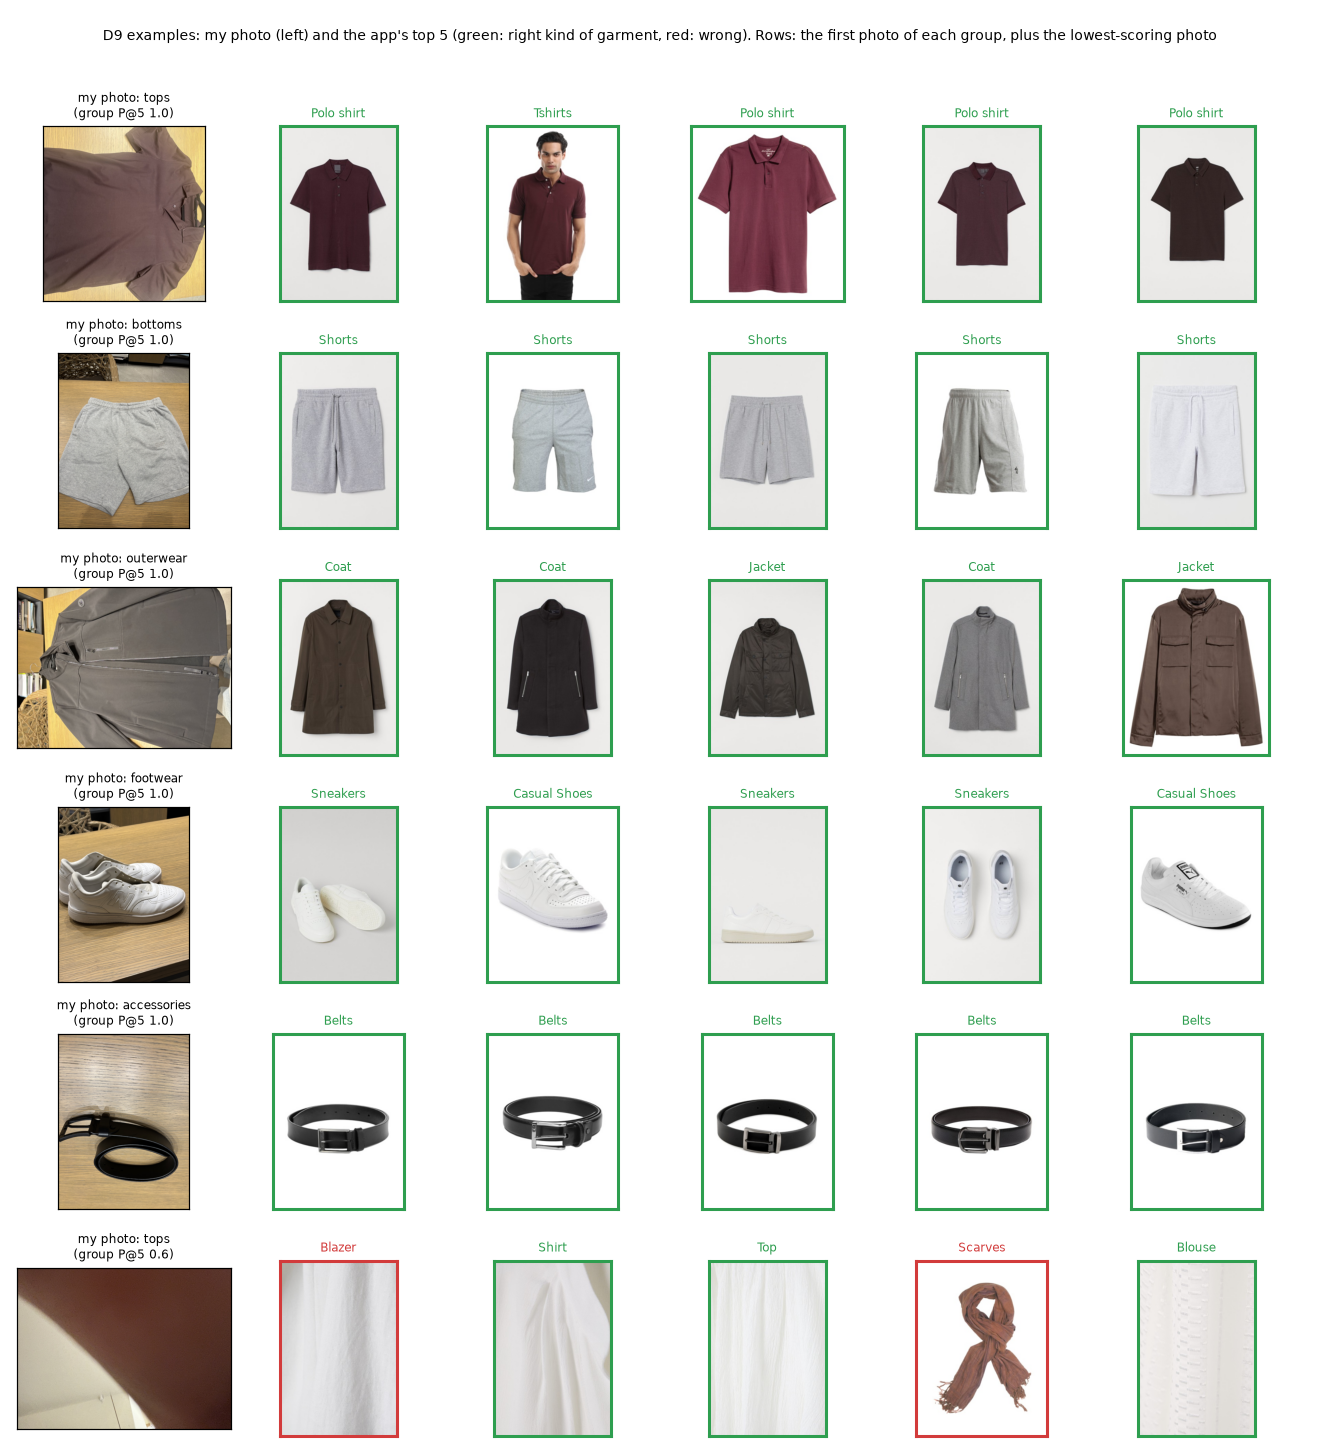 D9 examples: my photo (left) and the app's top 5 (green: right kind of garment, red: wrong). Rows: the first photo of each group, plus the lowest-scoring photo
my photo: tops
(group P@5 1.0)
Polo shirt
Tshirts
Polo shirt
Polo shirt
Polo shirt
my photo: bottoms
(group P@5 1.0)
Shorts
Shorts
Shorts
Shorts
Shorts
my photo: outerwear
(group P@5 1.0)
Coat
Coat
Jacket
Coat
Jacket
my photo: footwear
(group P@5 1.0)
Sneakers
Casual Shoes
Sneakers
Sneakers
Casual Shoes
my photo: accessories
(group P@5 1.0)
Belts
Belts
Belts
Belts
Belts
my photo: tops
(group P@5 0.6)
Blazer
Shirt
Top
Scarves
Blouse